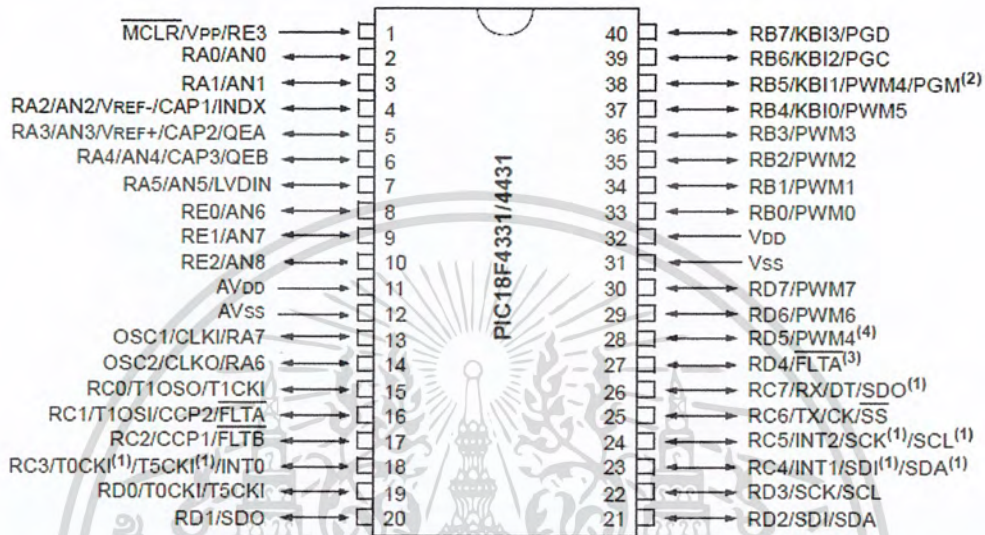 MCLR/VPP/RE3 1 40 RB7/KBI3/PGD
RA0/AN0 2 39 RB6/KBI2/PGC
RA1/AN1 3 38 RB5/KBI1/PWM4/PGM(2)
RA2/AN2/VREF-/CAP1/INDX 4 37 RB4/KBI0/PWM5
RA3/AN3/VREF+/CAP2/QEA 5 36 RB3/PWM3
RA4/AN4/CAP3/QEB 6 35 RB2/PWM2
RA5/AN5/LVDIN 7 34 RB1/PWM1
RE0/AN6 8 33 RB0/PWM0
RE1/AN7 9 32 VDD
RE2/AN8 10 31 VSS
AVDD 11 30 RD7/PWM7
AVSS 12 29 RD6/PWM6
OSC1/CLKI/RA7 13 28 RD5/PWM4(4)
OSC2/CLKO/RA6 14 27 RD4/FLTA(3)
RC0/T1OSO/T1CKI 15 26 RC7/RX/DT/SDO(1)
RC1/T1OSI/CCP2/FLTA 16 25 RC6/TX/CK/SS
RC2/CCP1/FLTB 17 24 RC5/INT2/SCK(1)/SCL(1)
RC3/T0CKI(1)/T5CKI(1)/INT0 18 23 RC4/INT1/SDI(1)/SDA(1)
RD0/T0CKI/T5CKI 19 22 RD3/SCK/SCL
RD1/SDO 20 21 RD2/SDI/SDA
PIC18F4331/4431